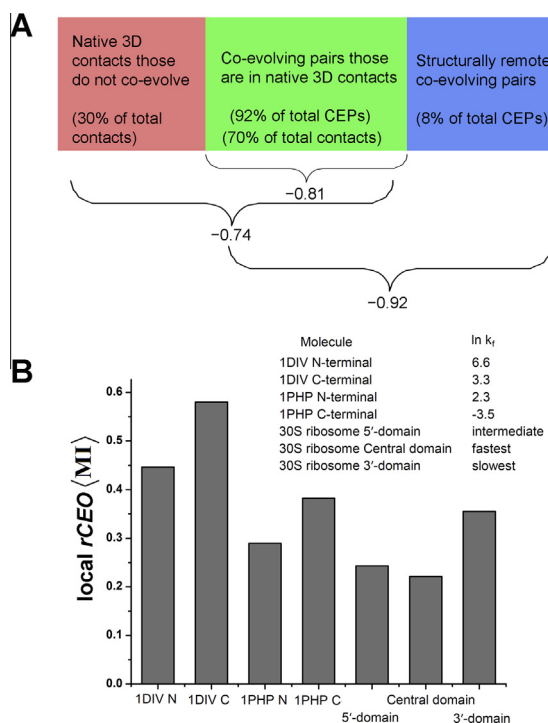 A
Native 3D
contacts those
do not co-evolve
(30% of total
contacts)
Co-evolving pairs those
are in native 3D contacts
(92% of total CEPs)
(70% of total contacts)
Structurally remote
co-evolving pairs
(8% of total CEPs)
−0.81
−0.74
−0.92
B
Molecule ln kf
1DIV N-terminal 6.6
1DIV C-terminal 3.3
1PHP N-terminal 2.3
1PHP C-terminal -3.5
30S ribosome 5′-domain intermediate
30S ribosome Central domain fastest
30S ribosome 3′-domain slowest
local rCEO ⟨MI⟩
0.6
0.5
0.4
0.3
0.2
0.1
0.0
1DIV N
1DIV C
1PHP N
1PHP C
5′-domain
Central domain
3′-domain